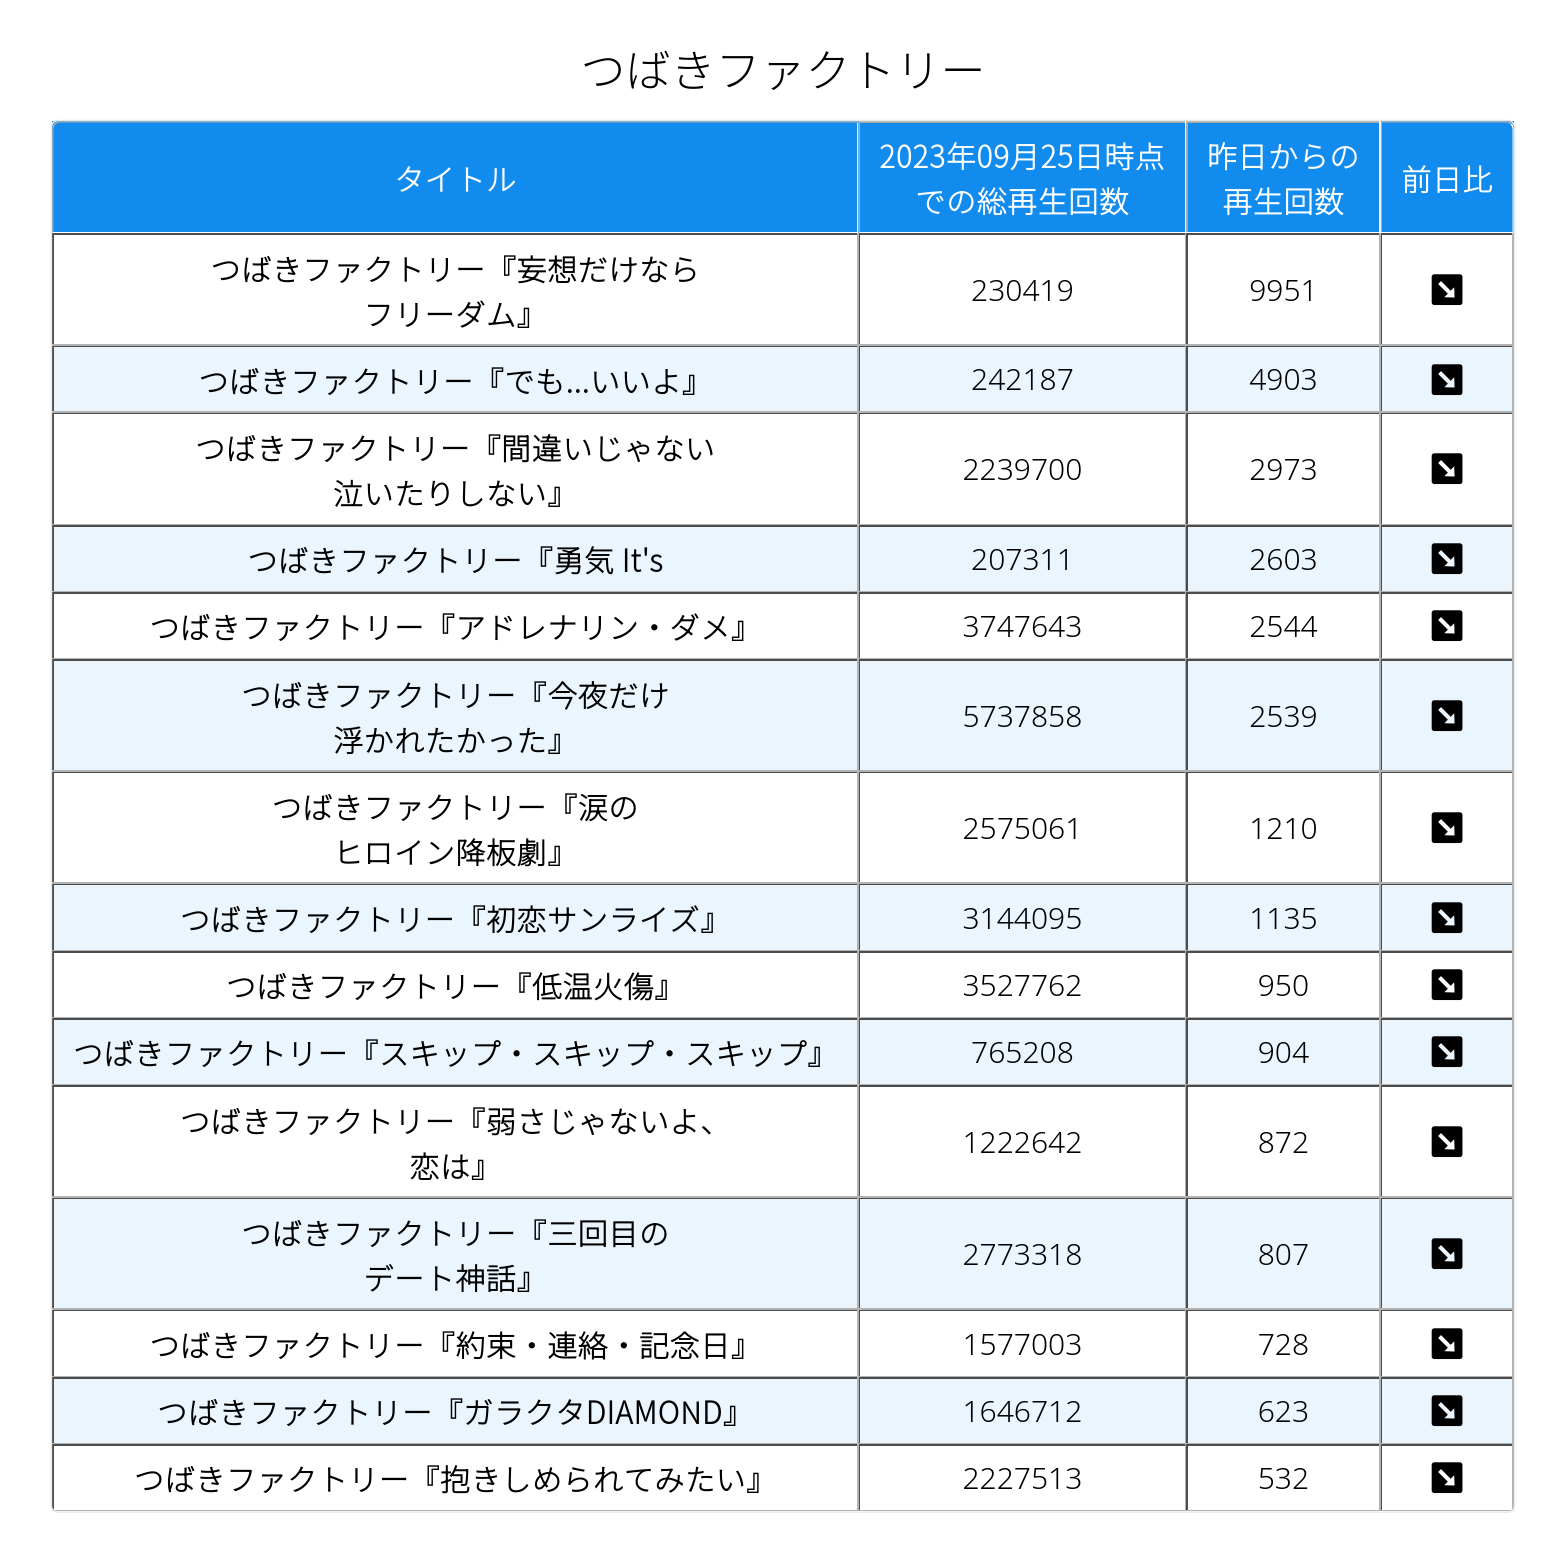 つばきファクトリー
タイトル
2023年09月25日時点
での総再生回数
昨日からの
再生回数
前日比
つばきファクトリー『妄想だけなら
フリーダム』
230419
9951
つばきファクトリー『でも...いいよ』
242187
4903
つばきファクトリー『間違いじゃない
泣いたりしない』
2239700
2973
つばきファクトリー『勇気 It's
207311
2603
つばきファクトリー『アドレナリン・ダメ』
3747643
2544
つばきファクトリー『今夜だけ
浮かれたかった』
5737858
2539
つばきファクトリー『涙の
ヒロイン降板劇』
2575061
1210
つばきファクトリー『初恋サンライズ』
3144095
1135
つばきファクトリー『低温火傷』
3527762
950
つばきファクトリー『スキップ・スキップ・スキップ』
765208
904
つばきファクトリー『弱さじゃないよ、
恋は』
1222642
872
つばきファクトリー『三回目の
デート神話』
2773318
807
つばきファクトリー『約束・連絡・記念日』
1577003
728
つばきファクトリー『ガラクタDIAMOND』
1646712
623
つばきファクトリー『抱きしめられてみたい』
2227513
532